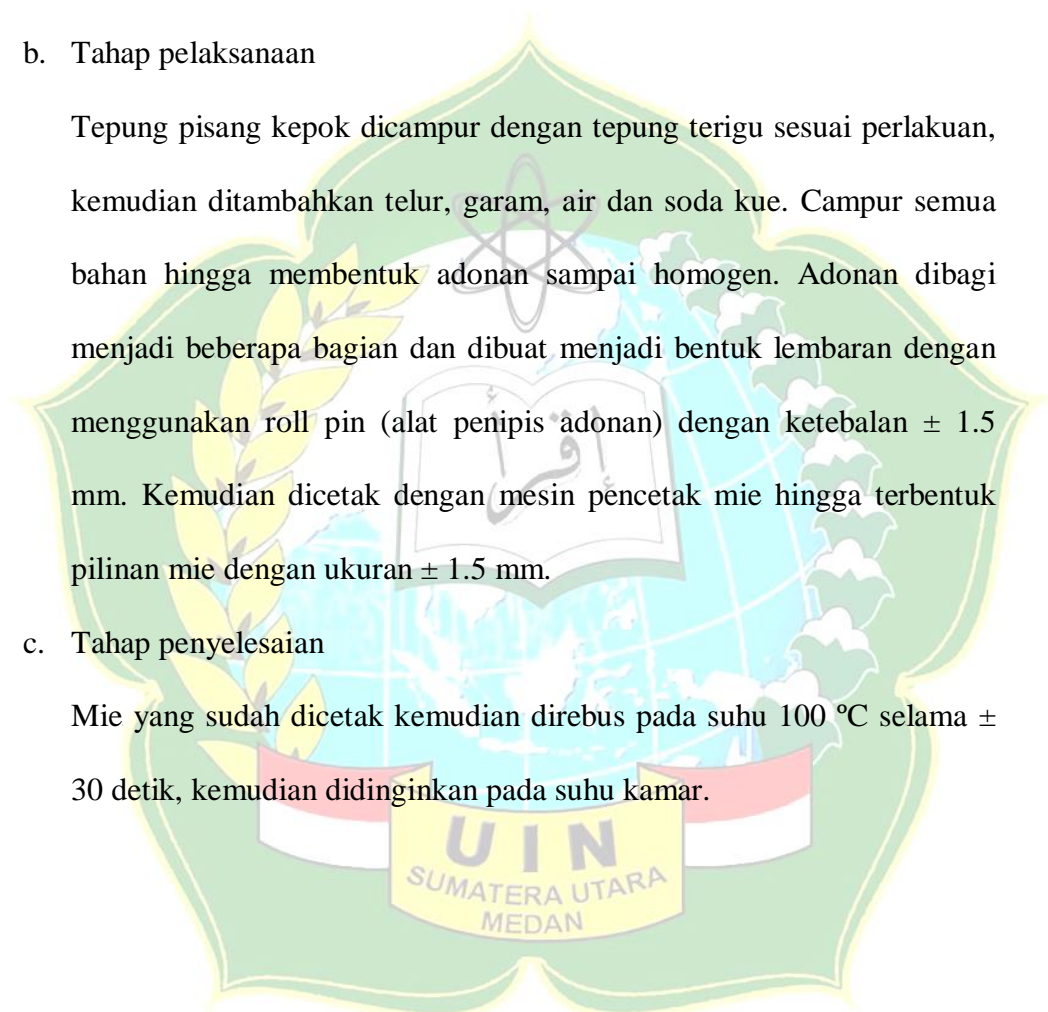 b. Tahap pelaksanaan
Tepung pisang kepok dicampur dengan tepung terigu sesuai perlakuan,
kemudian ditambahkan telur, garam, air dan soda kue. Campur semua
bahan hingga membentuk adonan sampai homogen. Adonan dibagi
menjadi beberapa bagian dan dibuat menjadi bentuk lembaran dengan
menggunakan roll pin (alat penipis adonan) dengan ketebalan ± 1.5
mm. Kemudian dicetak dengan mesin pencetak mie hingga terbentuk
pilinan mie dengan ukuran ± 1.5 mm.
c. Tahap penyelesaian
Mie yang sudah dicetak kemudian direbus pada suhu 100 ºC selama ±
30 detik, kemudian didinginkan pada suhu kamar.
إقرأ
UIN
SUMATERA UTARA
MEDAN